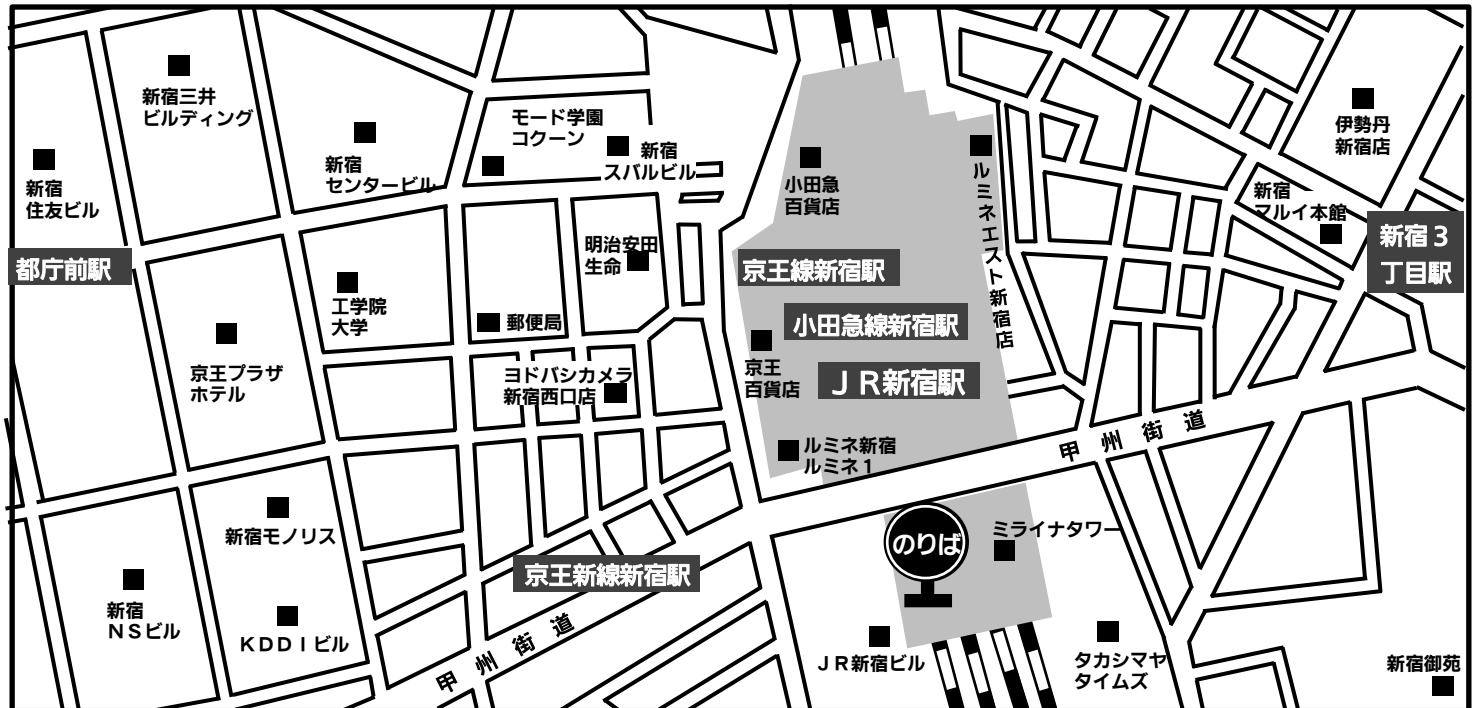 新宿三井
ビルディング
新宿
住友ビル
新宿
センタービル
モード学園
コクーン
新宿
スバルビル
小田急
百貨店
ルミネエスト新宿店
伊勢丹
新宿店
新宿
マルイ本館
新宿3
丁目駅
都庁前駅
工学院
大学
明治安田
生命
郵便局
京王線新宿駅
小田急線新宿駅
JR新宿駅
京王プラザ
ホテル
ヨドバシカメラ
新宿西口店
京王
百貨店
ルミネ新宿
ルミネ1
甲州街道
新宿モノリス
京王新線新宿駅
のりば
ミライナタワー
新宿
NSビル
KDDIビル
甲州街道
JR新宿ビル
タカシマヤ
タイムズ
新宿御苑